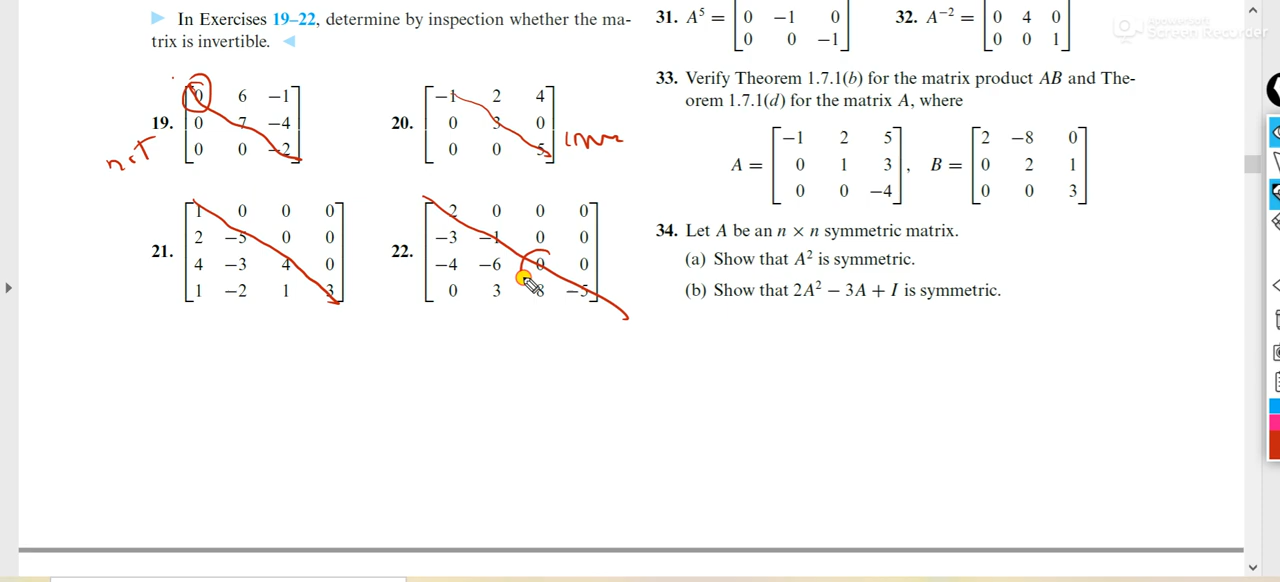 In Exercises 19–22, determine by inspection whether the ma-
trix is invertible.
19. [0 6 −1
0 7 −4
0 0 −2]
not
20. [−1 2 4
0 3 0
0 0 5]
inv
21. [1 0 0 0
2 −5 0 0
4 −3 4 0
1 −2 1 3]
22. [2 0 0 0
−3 −1 0 0
−4 −6 0 0
0 3 8 −5]
31. A⁵ = [0 −1 0
0 0 −1]
32. A⁻² = [0 4 0
0 0 1]
Apowersoft
Screen Recorder
33. Verify Theorem 1.7.1(b) for the matrix product AB and The-
orem 1.7.1(d) for the matrix A, where
A = [−1 2 5
0 1 3
0 0 −4],
B = [2 −8 0
0 2 1
0 0 3]
34. Let A be an n × n symmetric matrix.
(a) Show that A² is symmetric.
(b) Show that 2A² − 3A + I is symmetric.